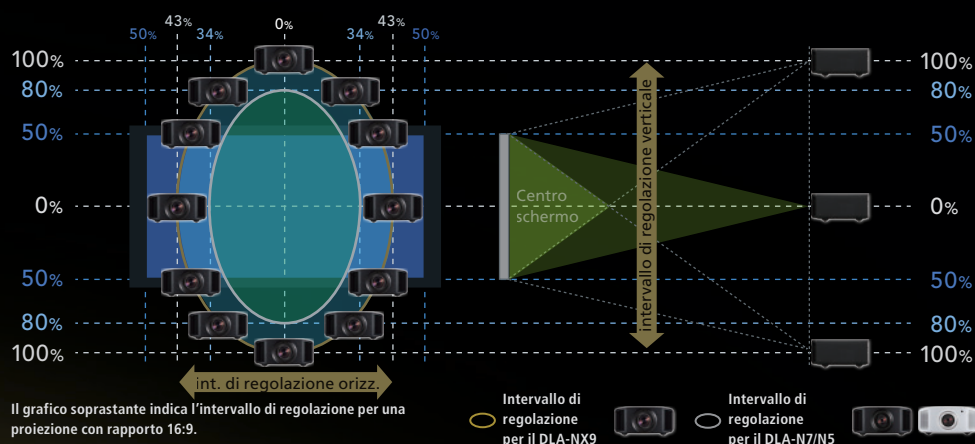 43% 0% 43%
50% 34% 34% 50%
100% 100%
80% 80%
50% 50%
0% 0%
50% 50%
80% 80%
100% 100%
Centro
schermo
intervallo di regolazione verticale
int. di regolazione orizz.
Il grafico soprastante indica l'intervallo di regolazione per una
proiezione con rapporto 16:9.
Intervallo di
regolazione
per il DLA-NX9
Intervallo di
regolazione
per il DLA-N7/N5